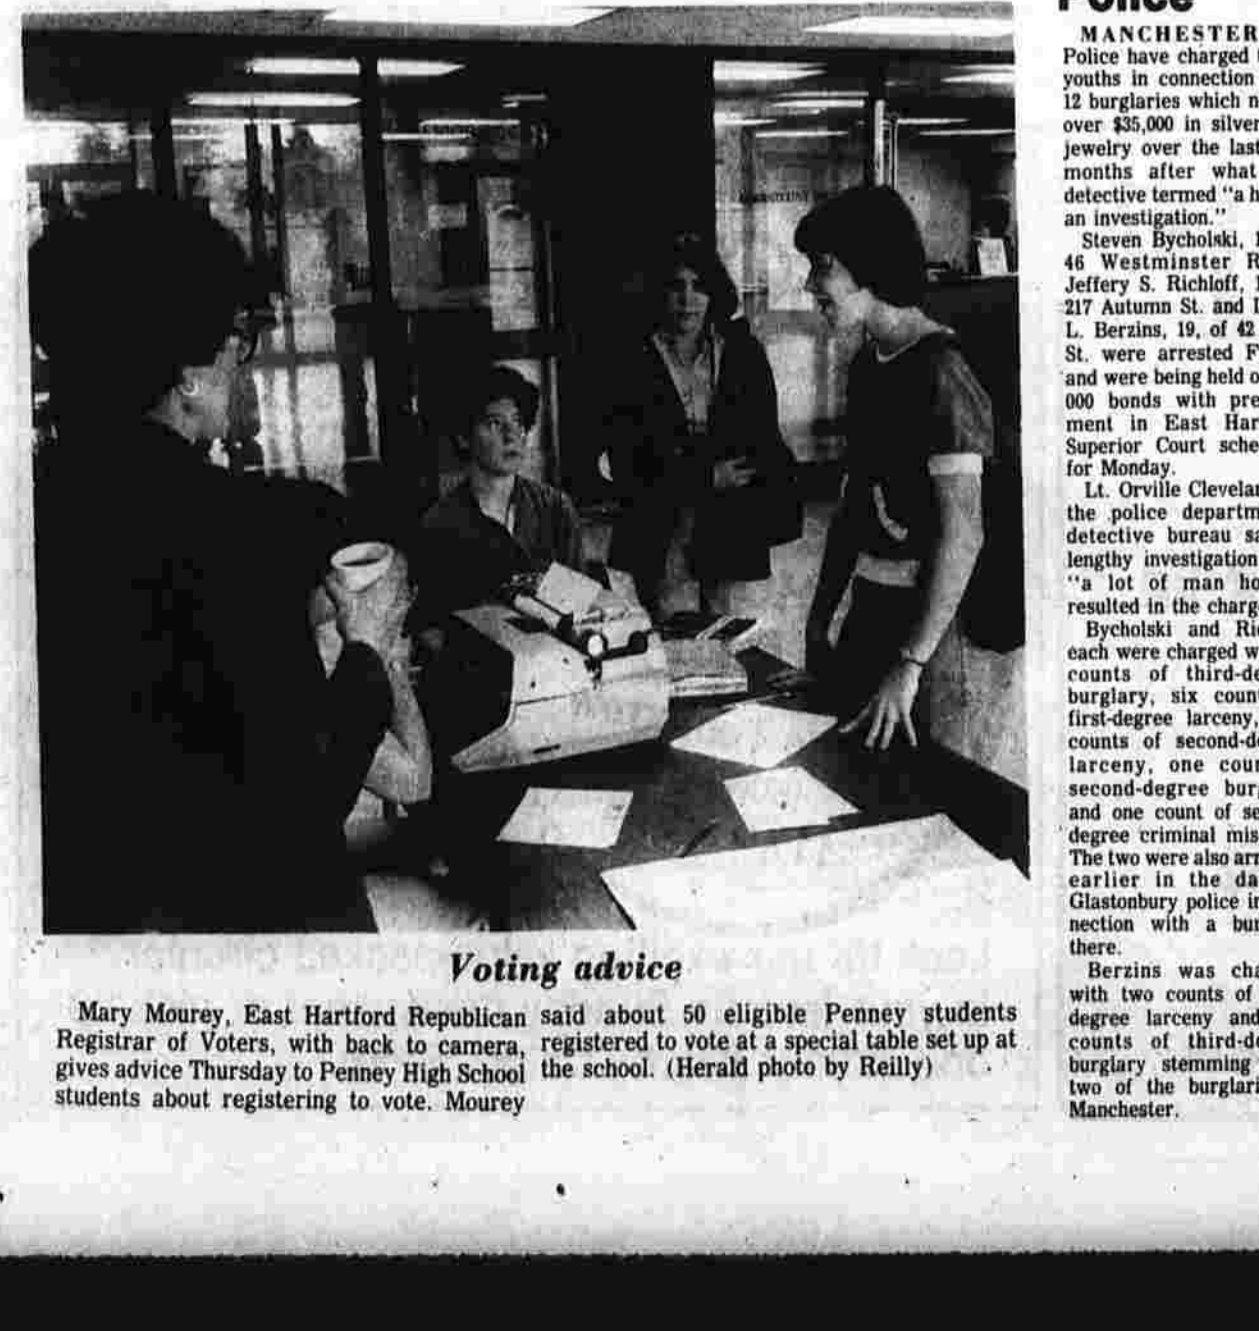 Voting advice
Mary Mourey, East Hartford Republican
Registrar of Voters, with back to camera,
gives advice Thursday to Penney High School
students about registering to vote. Mourey
said about 50 eligible Penney students
registered to vote at a special table set up at
the school. (Herald photo by Reilly)
Police
MANCHESTER
Police have charged
youths in connection
12 burglaries which
over $35,000 in silver
jewelry over the last
months after what
detective termed "a h
an investigation."
Steven Bycholski,
46 Westminster R
Jeffery S. Richloff,
217 Autumn St. and
L. Berzins, 19, of 42
St. were arrested F
and were being held o
000 bonds with pre
ment in East Har
Superior Court sche
for Monday.
Lt. Orville Clevelan
the police departm
detective bureau sa
lengthy investigation
"a lot of man ho
resulted in the charg
Bycholski and Ri
each were charged w
counts of third-de
burglary, six coun
first-degree larceny,
counts of second-d
larceny, one cour
second-degree bur
and one count of se
degree criminal mis
The two were also arr
earlier in the da
Glastonbury police in
nection with a bur
there.
Berzins was cha
with two counts of
degree larceny and
counts of third-de
burglary stemming
two of the burglari
Manchester.